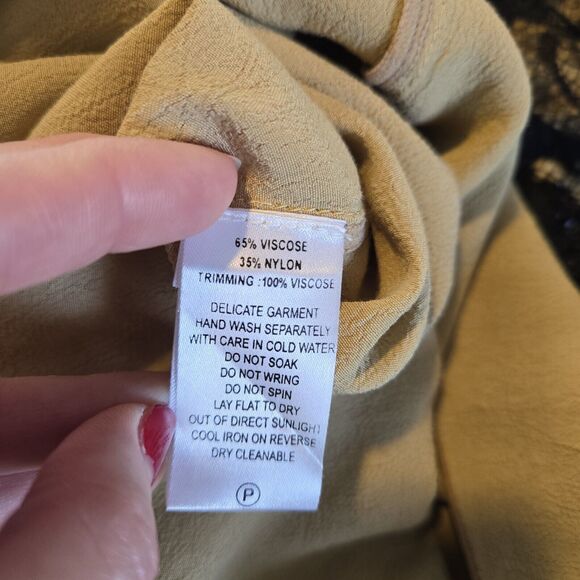 65% VISCOSE
35% NYLON
TRIMMING :100% VISCOSE
DELICATE GARMENT
HAND WASH SEPARATELY
WITH CARE IN COLD WATER
DO NOT SOAK
DO NOT WRING
DO NOT SPIN
LAY FLAT TO DRY
OUT OF DIRECT SUNLIGHT
COOL IRON ON REVERSE
DRY CLEANABLE
P